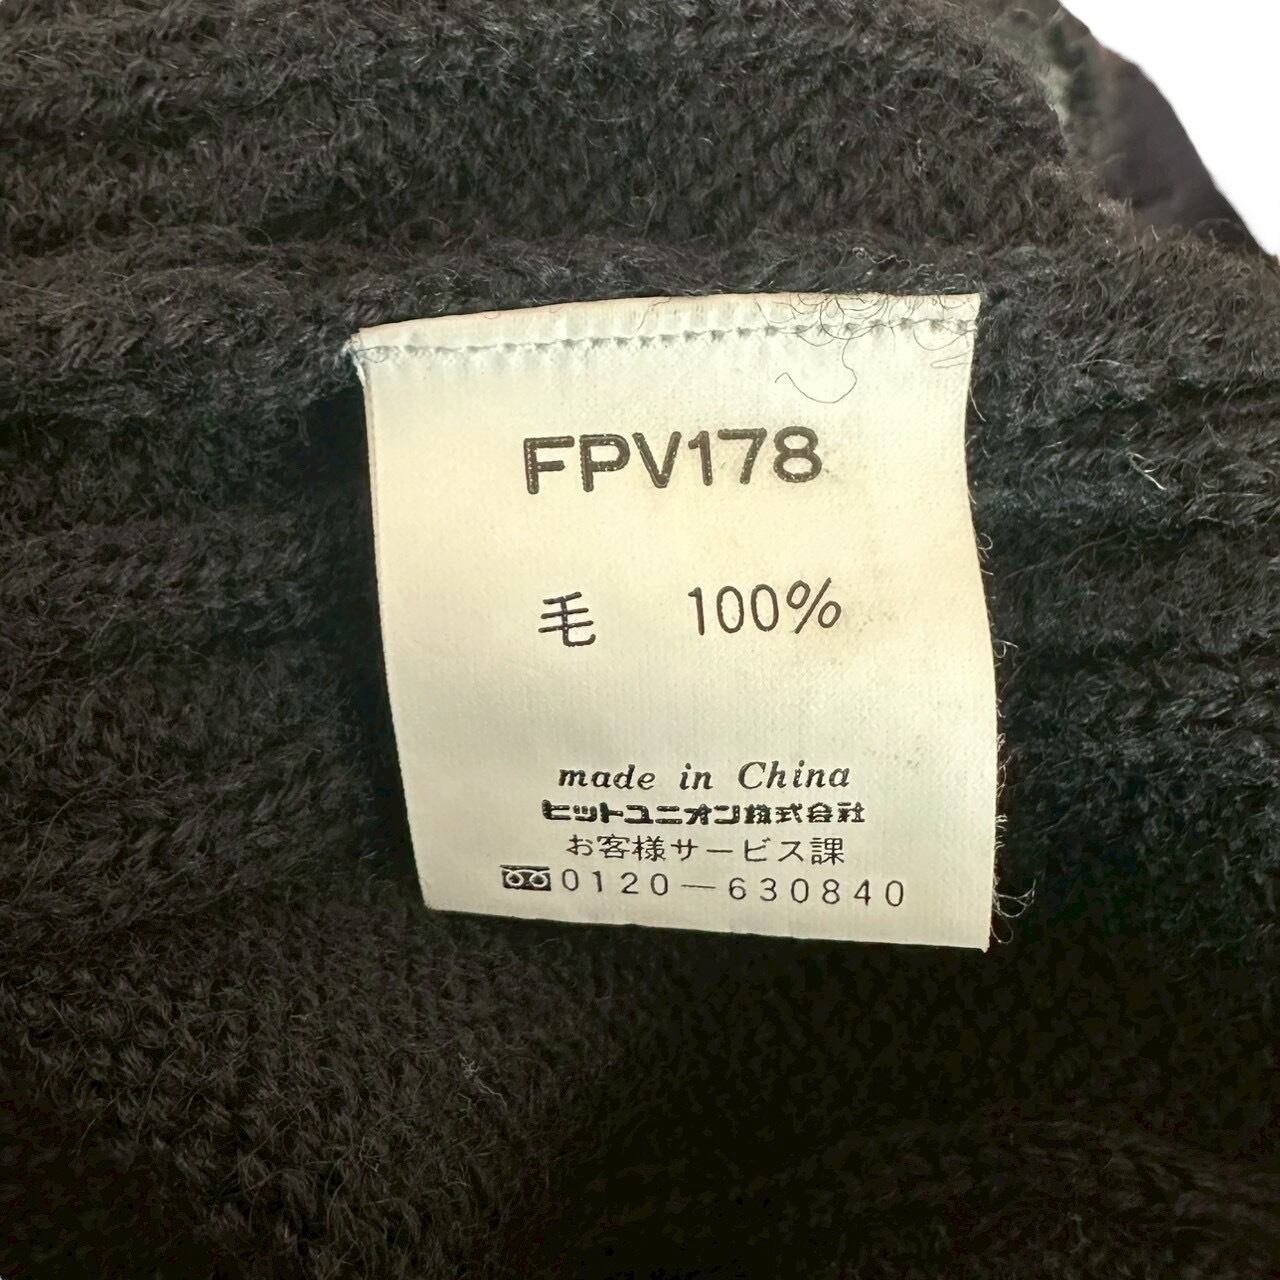 FPV178
毛 100%
made in China
ヒットユニオン株式会社
お客様サービス課
0120-630840